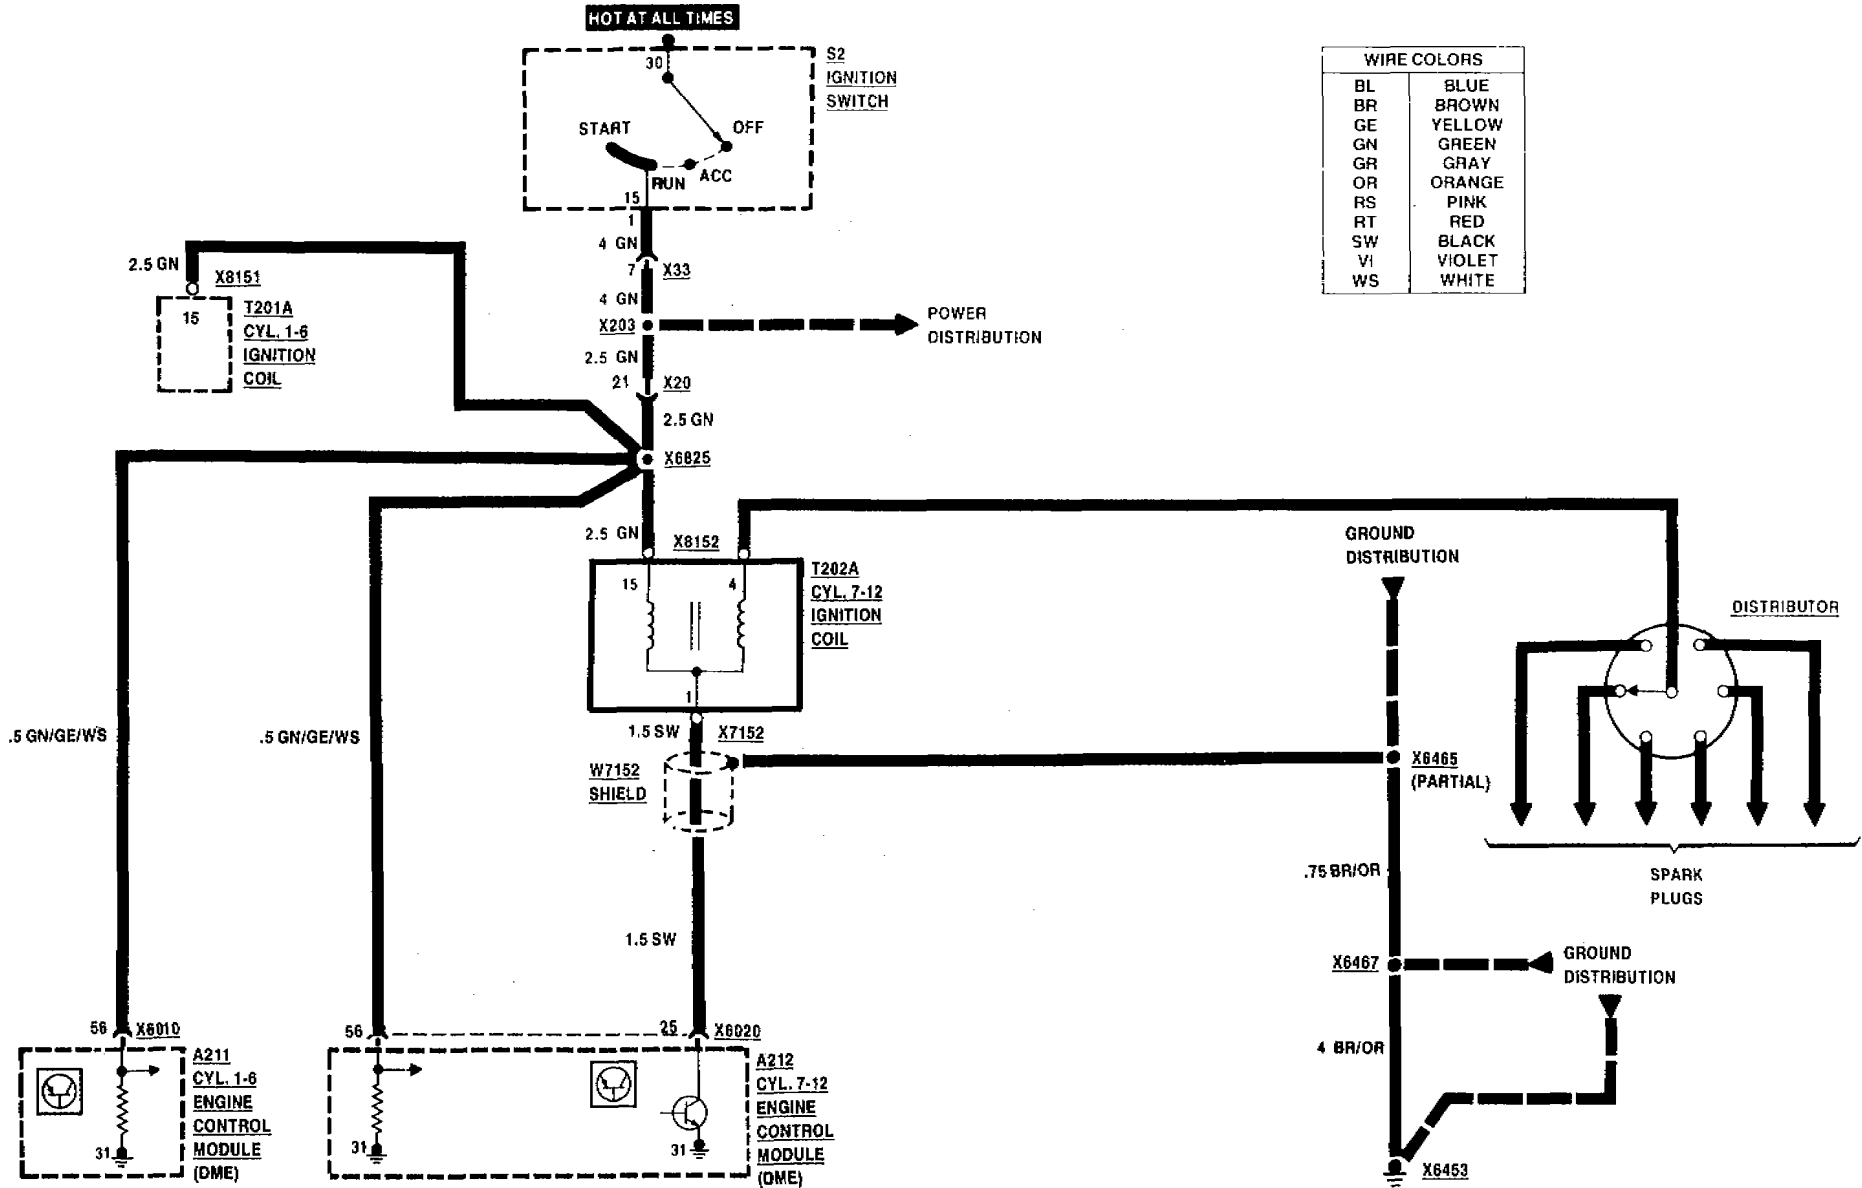 HOT AT ALL TIMES
30
S2
IGNITION
SWITCH
START
OFF
ACC
RUN
15
1
4 GN
7
X33
4 GN
X203
POWER
DISTRIBUTION
2.5 GN
21
X20
2.5 GN
X6825
WIRE COLORS
BL BLUE
BR BROWN
GE YELLOW
GN GREEN
GR GRAY
OR ORANGE
RS PINK
RT RED
SW BLACK
VI VIOLET
WS WHITE
2.5 GN
X8151
15
T201A
CYL. 1-6
IGNITION
COIL
2.5 GN
X8152
15
4
T202A
CYL. 7-12
IGNITION
COIL
1
1.5 SW
X7152
W7152
SHIELD
GROUND
DISTRIBUTION
DISTRIBUTOR
X6465
(PARTIAL)
SPARK
PLUGS
.5 GN/GE/WS
.5 GN/GE/WS
.75 BR/OR
1.5 SW
X6467
GROUND
DISTRIBUTION
4 BR/OR
X6453
56
X6010
A211
CYL. 1-6
ENGINE
CONTROL
MODULE
(DME)
31
56
25
X6020
A212
CYL. 7-12
ENGINE
CONTROL
MODULE
(DME)
31
31